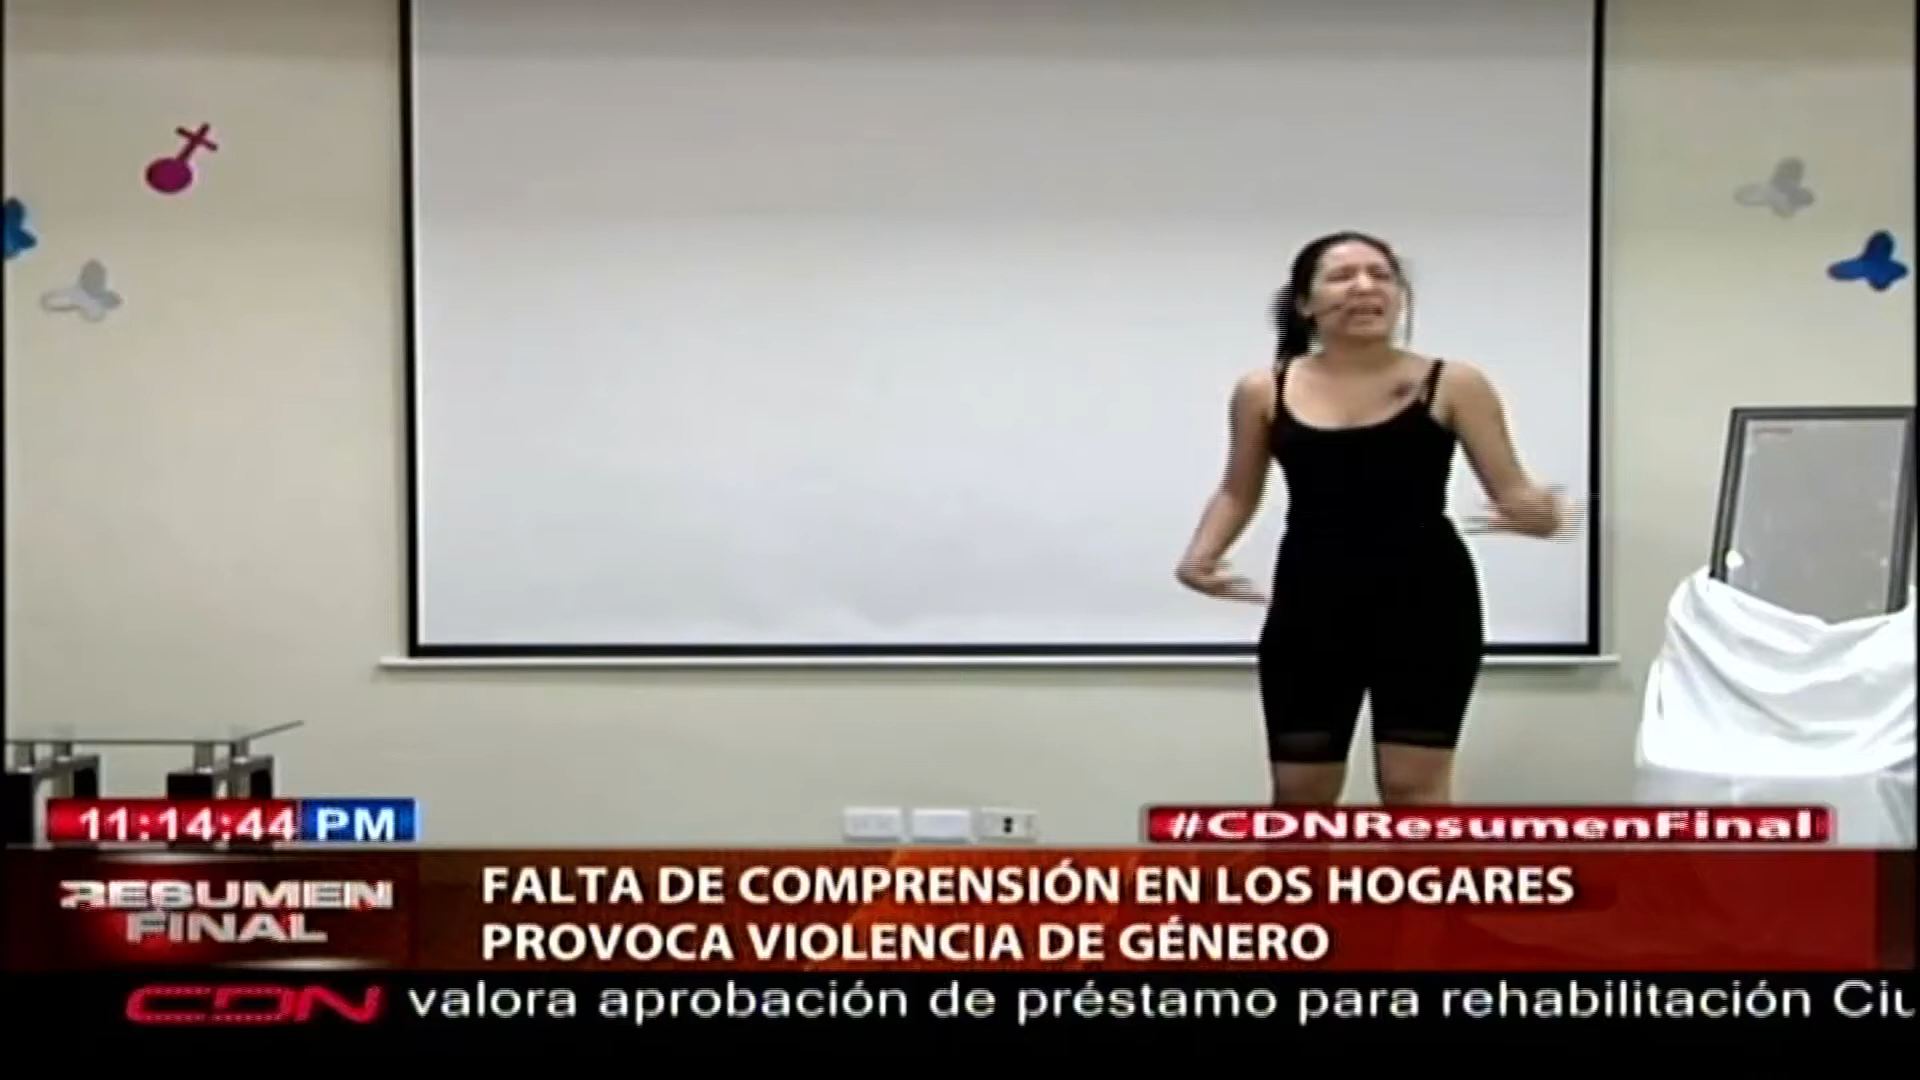 11:14:44 PM
#CDNResumenFinal
RESUMEN
FINAL
FALTA DE COMPRENSIÓN EN LOS HOGARES
PROVOCA VIOLENCIA DE GÉNERO
CDN
valora aprobación de préstamo para rehabilitación Ciu